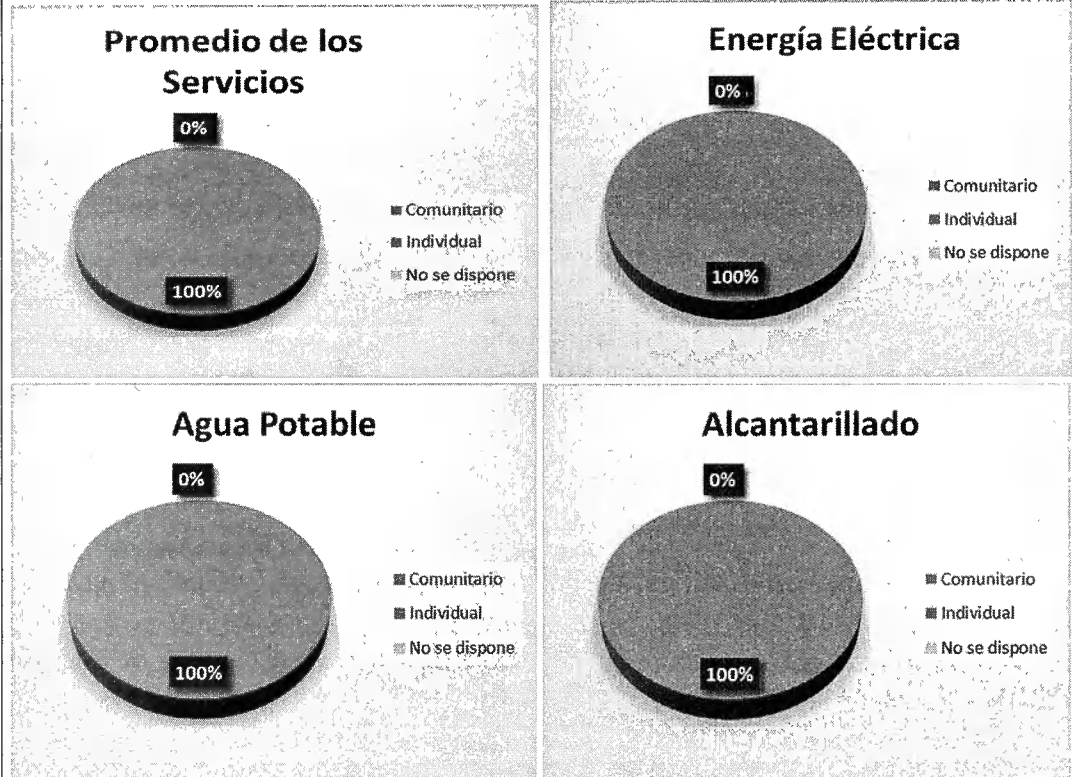 Promedio de los
Servicios
0%
100%
Comunitario
Individual
No se dispone
Energía Eléctrica
0%
100%
Comunitario
Individual
No se dispone
Agua Potable
0%
100%
Comunitario
Individual
No se dispone
Alcantarillado
0%
100%
Comunitario
Individual
No se dispone